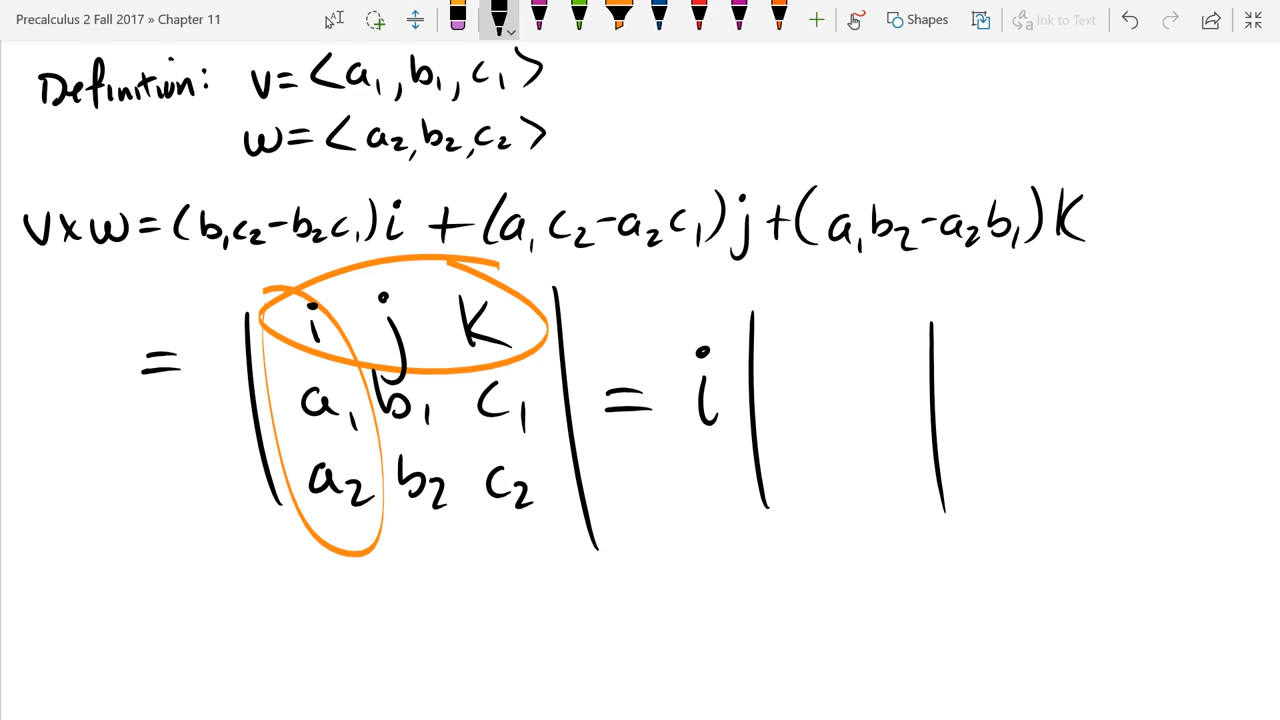 Precalculus 2 Fall 2017 » Chapter 11
Shapes
Ink to Text
Definition: v=<a₁, b₁, c₁>
w=<a₂, b₂, c₂>
v×w=(b₁c₂-b₂c₁)i+(a₁c₂-a₂c₁)j+(a₁b₂-a₂b₁)k
= | i j k | = i | |
a₁ b₁ c₁
a₂ b₂ c₂